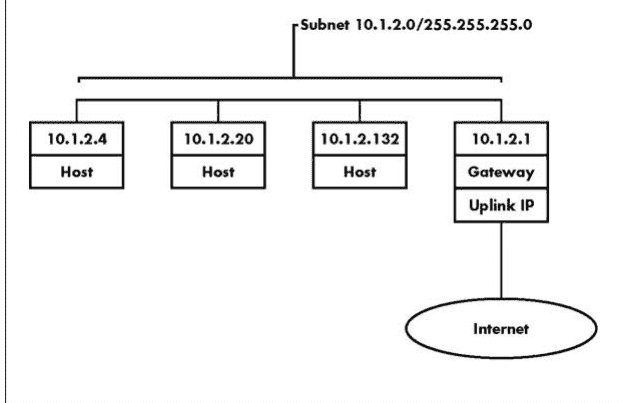 Subnet 10.1.2.0/255.255.255.0
10.1.2.4
Host
10.1.2.20
Host
10.1.2.132
Host
10.1.2.1
Gateway
Uplink IP
Internet